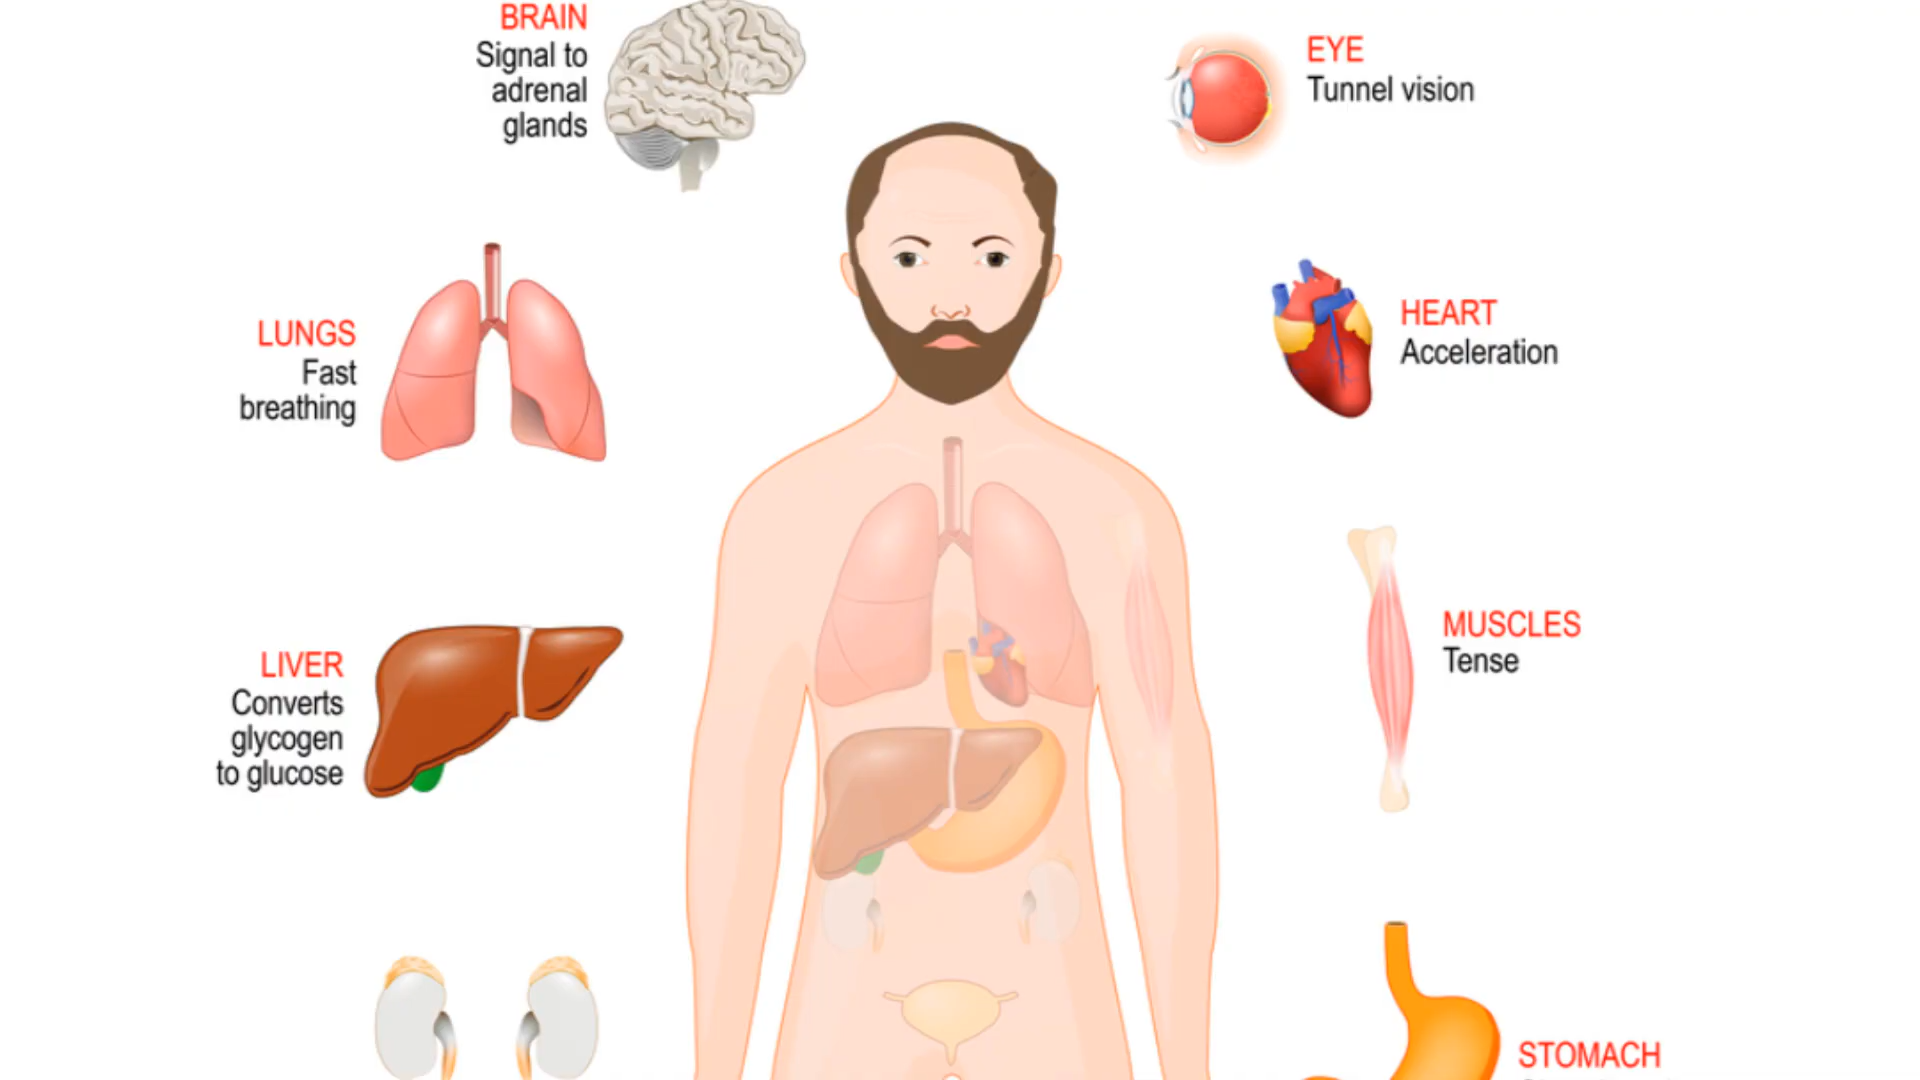 BRAIN
Signal to
adrenal
glands
EYE
Tunnel vision
LUNGS
Fast
breathing
HEART
Acceleration
LIVER
Converts
glycogen
to glucose
MUSCLES
Tense
STOMACH